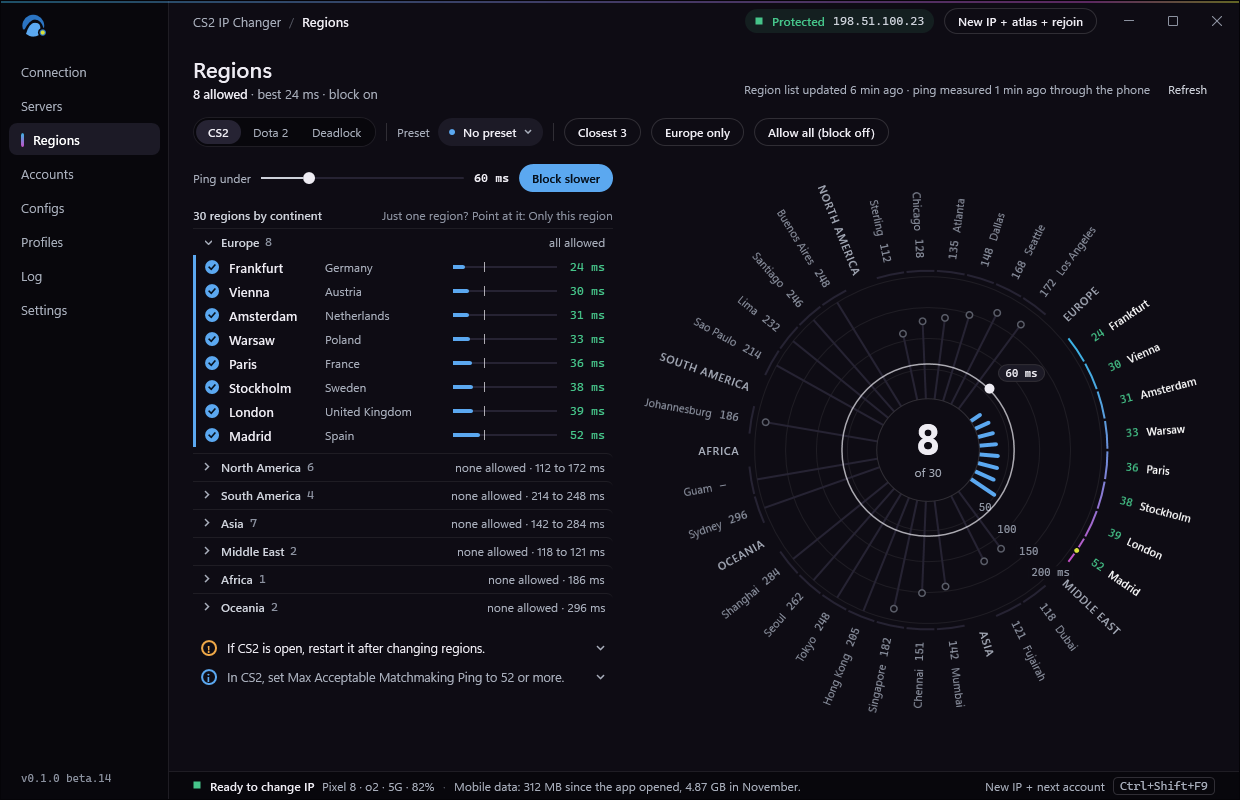 CS2 IP Changer / Regions
Protected 198.51.100.23
New IP + atlas + rejoin
Connection
Servers
Regions
Accounts
Configs
Profiles
Log
Settings
v0.1.0 beta.14
Regions
8 allowed · best 24 ms · block on
Region list updated 6 min ago · ping measured 1 min ago through the phone Refresh
CS2 Dota 2 Deadlock Preset No preset Closest 3 Europe only Allow all (block off)
Ping under 60 ms Block slower
30 regions by continent Just one region? Point at it: Only this region
Europe 8 all allowed
Frankfurt Germany 24 ms
Vienna Austria 30 ms
Amsterdam Netherlands 31 ms
Warsaw Poland 33 ms
Paris France 36 ms
Stockholm Sweden 38 ms
London United Kingdom 39 ms
Madrid Spain 52 ms
North America 6 none allowed · 112 to 172 ms
South America 4 none allowed · 214 to 248 ms
Asia 7 none allowed · 142 to 284 ms
Middle East 2 none allowed · 118 to 121 ms
Africa 1 none allowed · 186 ms
Oceania 2 none allowed · 296 ms
If CS2 is open, restart it after changing regions.
In CS2, set Max Acceptable Matchmaking Ping to 52 or more.
NORTH AMERICA
Sterling 112
Chicago 128
135 Atlanta
148 Dallas
168 Seattle
172 Los Angeles
EUROPE
24 Frankfurt
30 Vienna
31 Amsterdam
33 Warsaw
36 Paris
38 Stockholm
39 London
52 Madrid
MIDDLE EAST
118 Dubai
121 Fujairah
ASIA
142 Mumbai
Chennai 151
Singapore 182
Hong Kong 205
Tokyo 248
Seoul 262
Shanghai 284
OCEANIA
Sydney 296
Guam –
AFRICA
Johannesburg 186
SOUTH AMERICA
Sao Paulo 214
Lima 232
Santiago 246
Buenos Aires 248
60 ms
8
of 30
50
100
150
200 ms
Ready to change IP Pixel 8 · o2 · 5G · 82% · Mobile data: 312 MB since the app opened, 4.87 GB in November.
New IP + next account Ctrl+Shift+F9